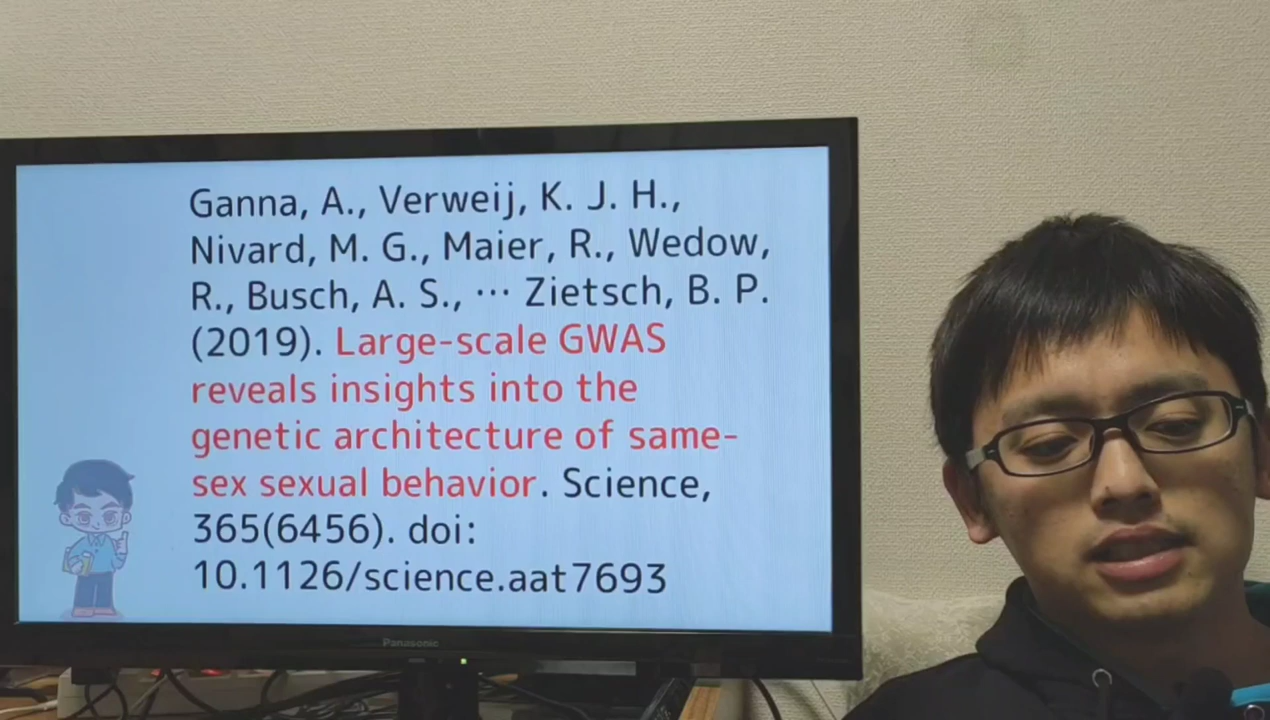 Ganna, A., Verweij, K. J. H.,
Nivard, M. G., Maier, R., Wedow,
R., Busch, A. S., ⋯ Zietsch, B. P.
(2019). Large-scale GWAS
reveals insights into the
genetic architecture of same-
sex sexual behavior. Science,
365(6456). doi:
10.1126/science.aat7693
Panasonic